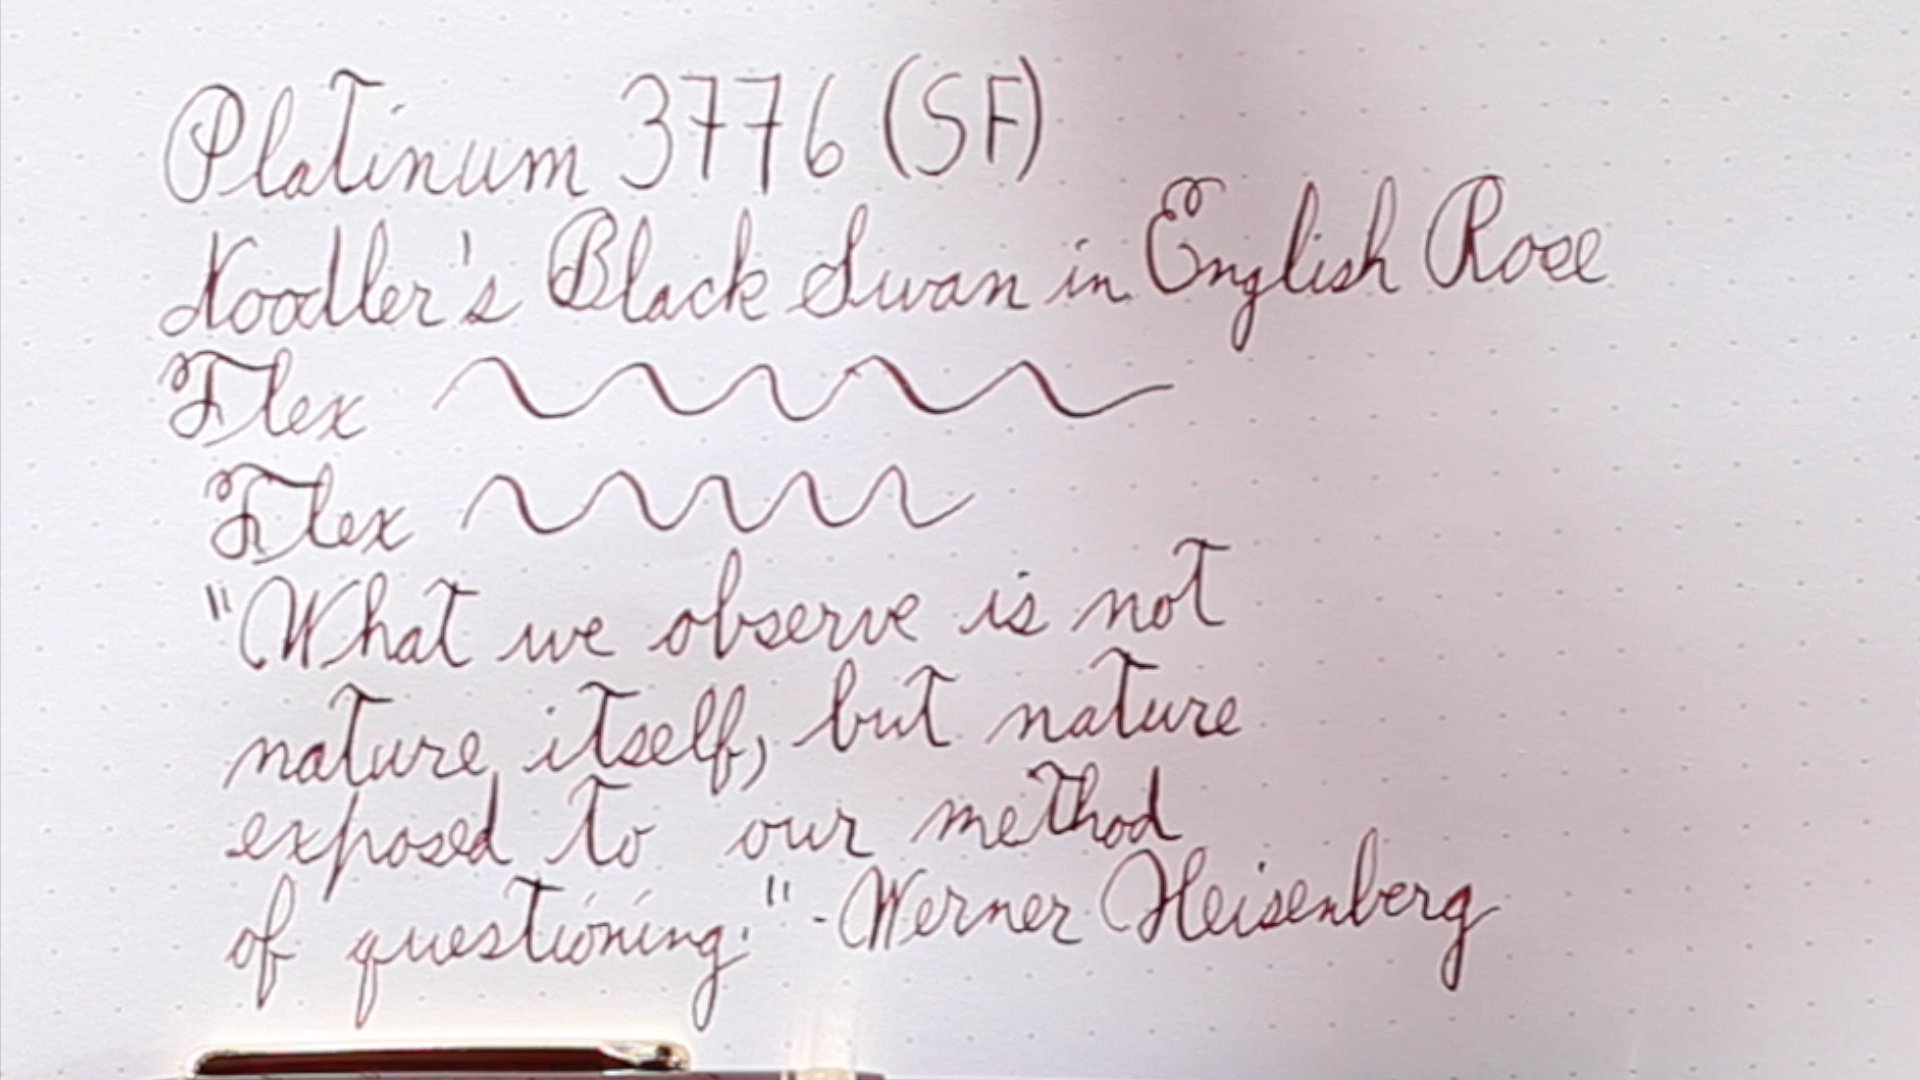 Platinum 3776 (SF)
Noodler's Black Swan in English Rose
Flex
Flex
"What we observe is not
nature itself, but nature
exposed to our method
of questioning." - Werner Heisenberg